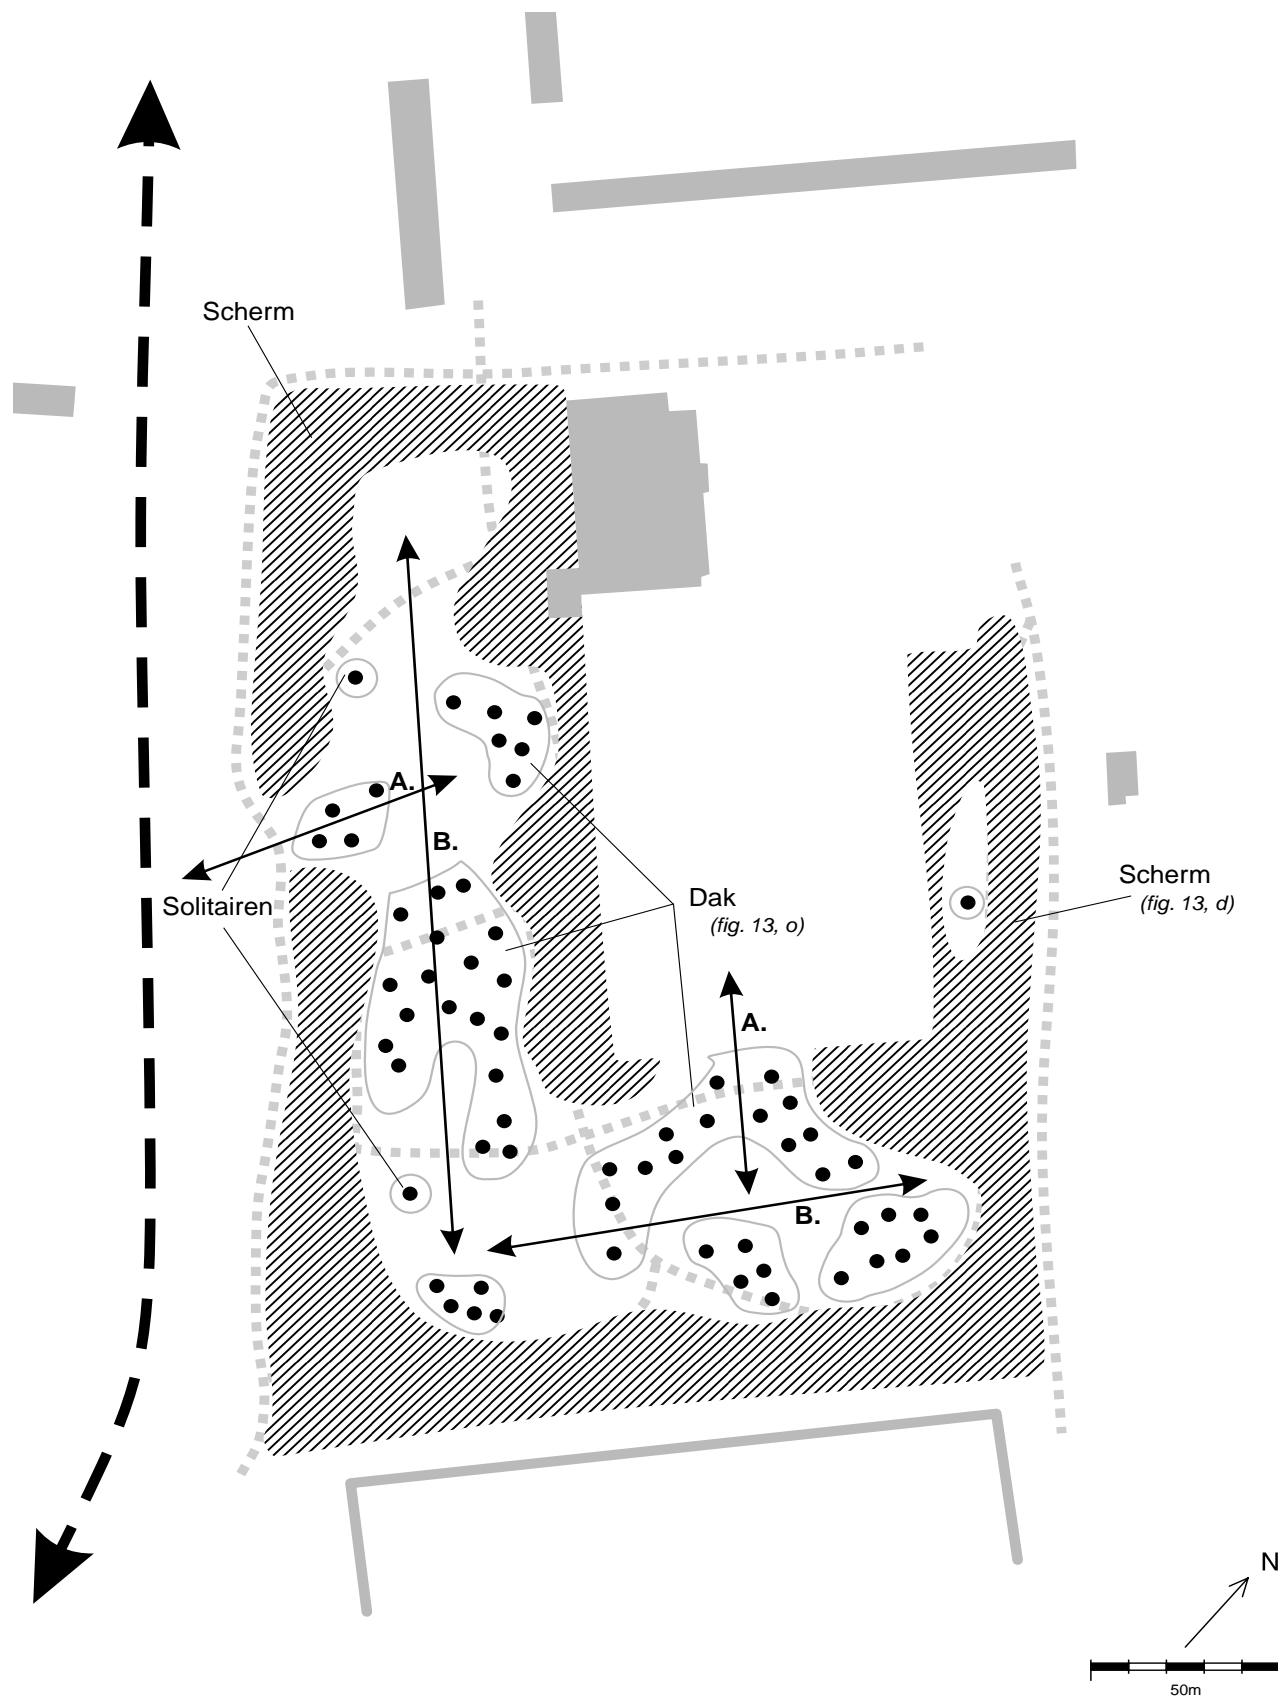 Scherm
A.
B.
Solitairen
Dak
(fig. 13, o)
Scherm
(fig. 13, d)
A.
B.
N
50m